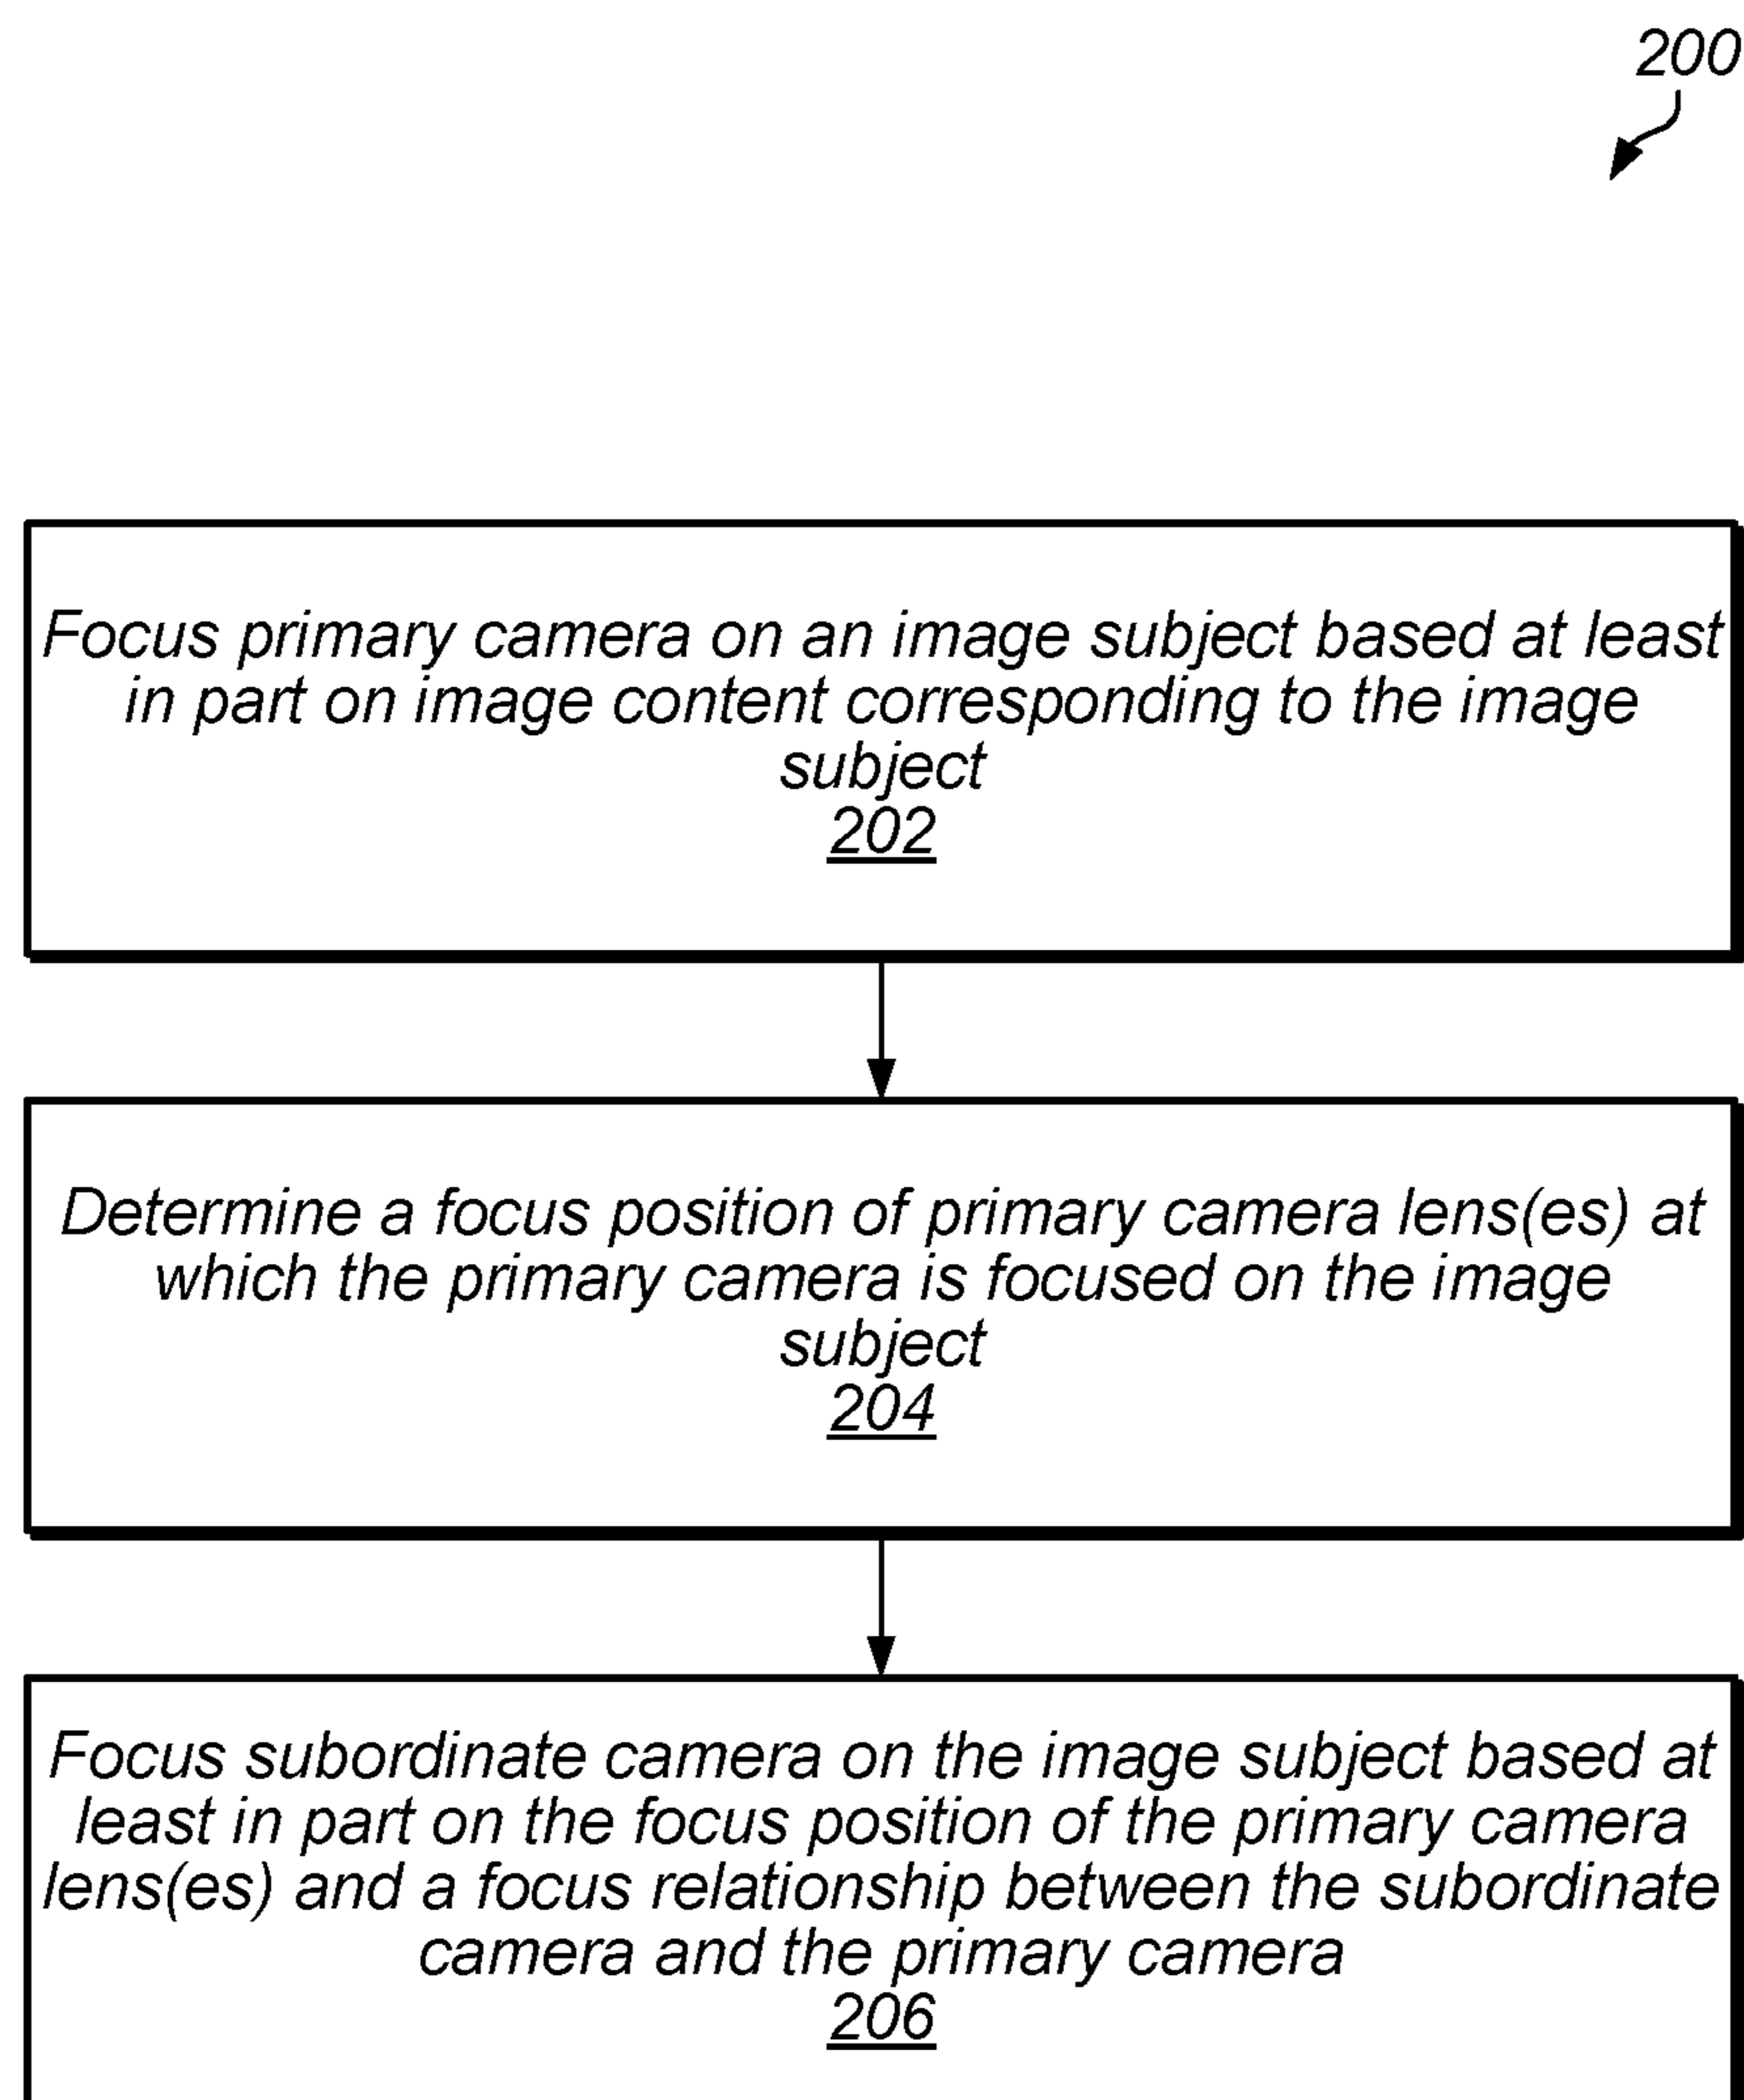 200
Focus primary camera on an image subject based at least
in part on image content corresponding to the image
subject
202
Determine a focus position of primary camera lens(es) at
which the primary camera is focused on the image
subject
204
Focus subordinate camera on the image subject based at
least in part on the focus position of the primary camera
lens(es) and a focus relationship between the subordinate
camera and the primary camera
206